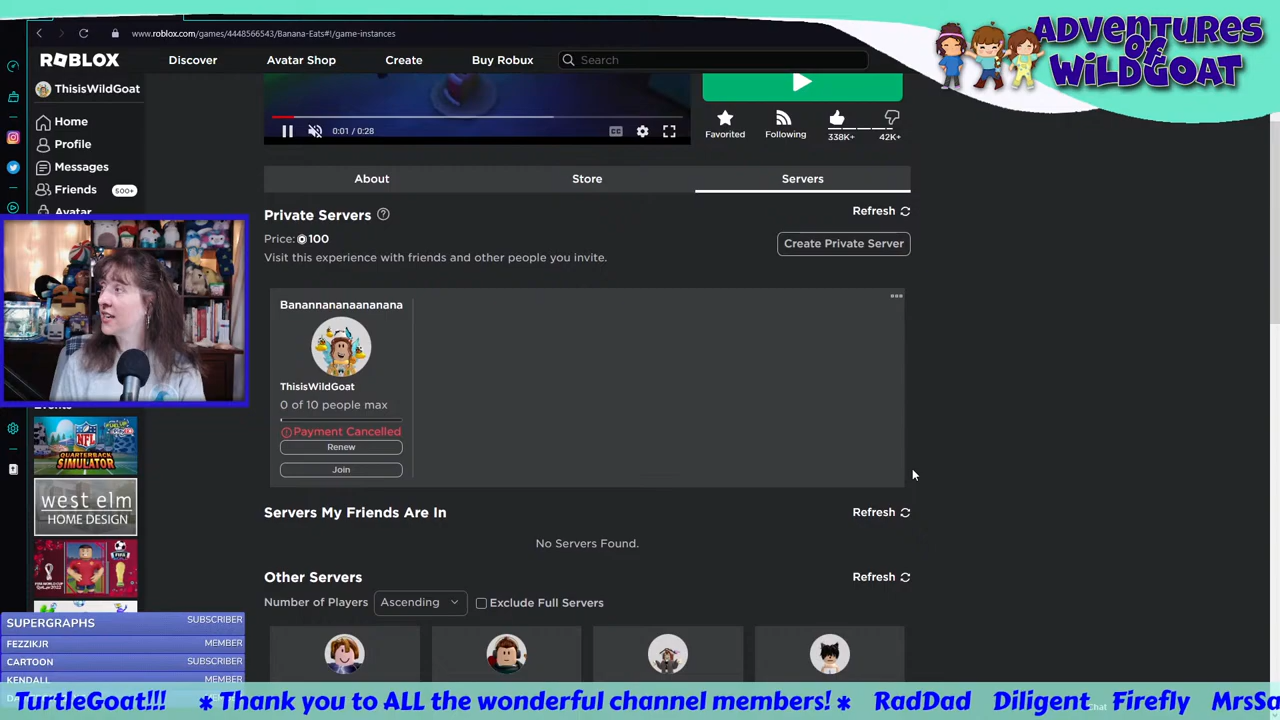 www.roblox.com/games/4448566543/Banana-Eats#!/game-instances
ADVENTURES
OF
WILDGOAT
ROBLOX
Discover
Avatar Shop
Create
Buy Robux
Search
ThisisWildGoat
Home
Profile
Messages
Friends
500+
Avatar
0:01 / 0:28
CC
Favorited
Following
338K+
42K+
About
Store
Servers
Private Servers
Refresh
Price: 100
Create Private Server
Visit this experience with friends and other people you invite.
Banannananaananana
ThisisWildGoat
0 of 10 people max
Payment Cancelled
Renew
Join
Servers My Friends Are In
Refresh
No Servers Found.
Other Servers
Refresh
Number of Players
Ascending
Exclude Full Servers
Events
NFL
QUARTERBACK
SIMULATOR
west elm
HOME DESIGN
SUPERGRAPHS SUBSCRIBER
FEZZIKJR MEMBER
CARTOON SUBSCRIBER
KENDALL MEMBER
TurtleGoat!!! * Thank you to ALL the wonderful channel members! * RadDad Diligent Firefly
Chat